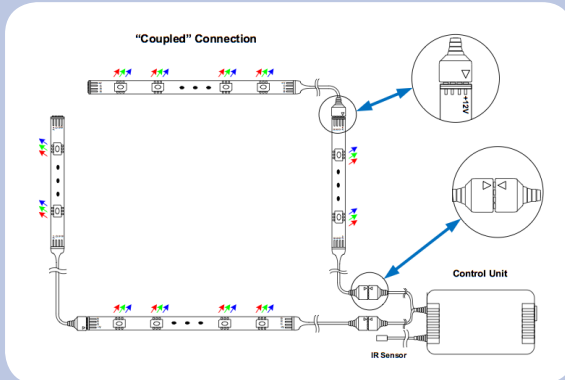 “Coupled” Connection
+12V
Control Unit
IR Sensor